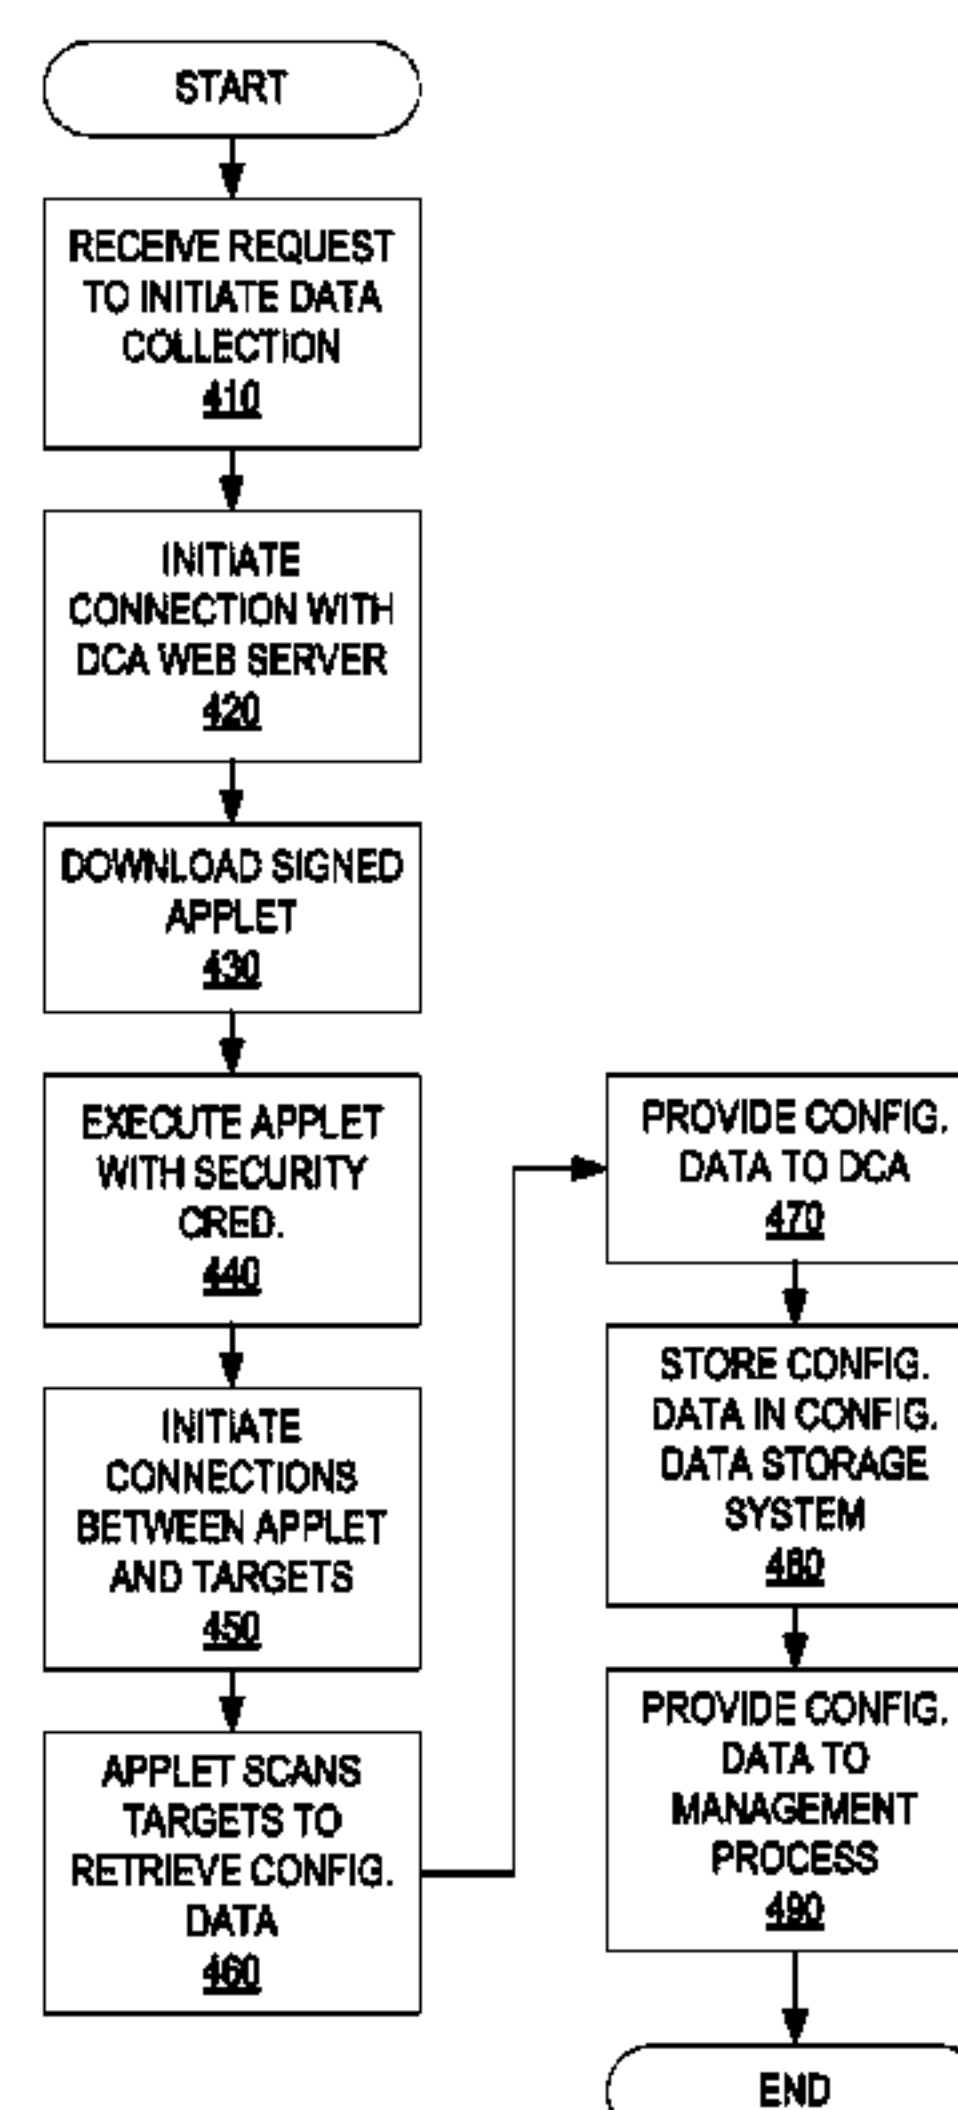 START
RECEIVE REQUEST
TO INITIATE DATA
COLLECTION
410
INITIATE
CONNECTION WITH
DCA WEB SERVER
420
DOWNLOAD SIGNED
APPLET
430
EXECUTE APPLET
WITH SECURITY
CRED.
440
INITIATE
CONNECTIONS
BETWEEN APPLET
AND TARGETS
450
APPLET SCANS
TARGETS TO
RETRIEVE CONFIG.
DATA
460
PROVIDE CONFIG.
DATA TO DCA
470
STORE CONFIG.
DATA IN CONFIG.
DATA STORAGE
SYSTEM
480
PROVIDE CONFIG.
DATA TO
MANAGEMENT
PROCESS
490
END